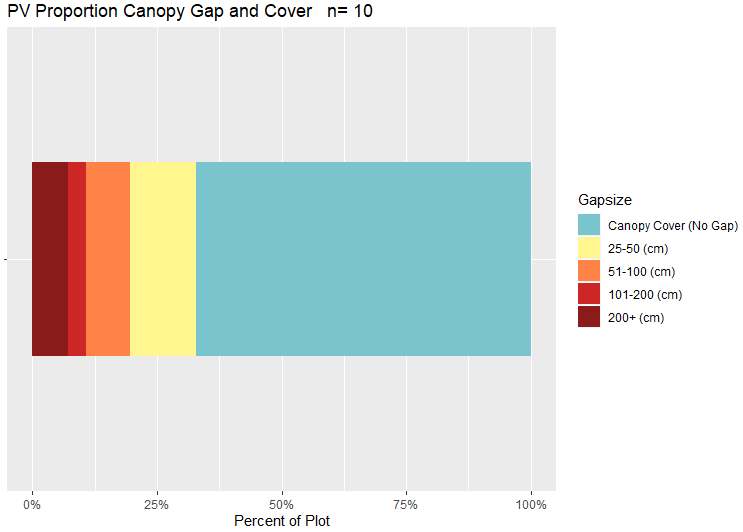 PV Proportion Canopy Gap and Cover   n= 10
Gapsize
Canopy Cover (No Gap)
25-50 (cm)
51-100 (cm)
101-200 (cm)
200+ (cm)
0%
25%
50%
75%
100%
Percent of Plot